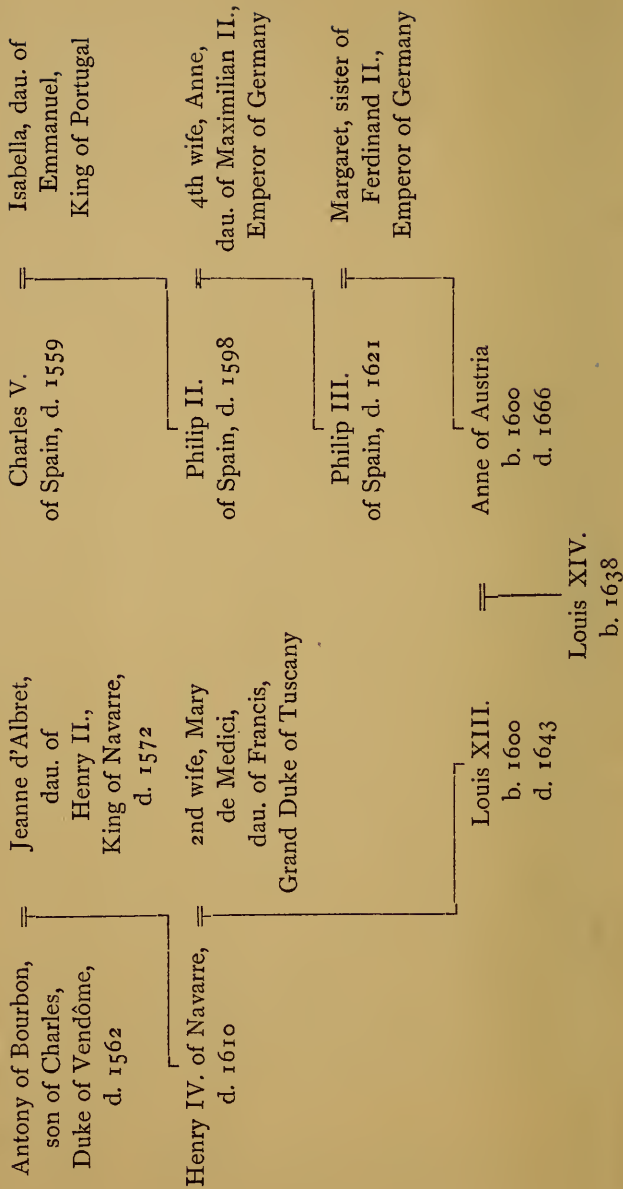 Antony of Bourbon,
son of Charles,
Duke of Vendôme,
d. 1562
Jeanne d'Albret,
dau. of
Henry II.,
King of Navarre,
d. 1572
Henry IV. of Navarre,
d. 1610
2nd wife, Mary
de Medici,
dau. of Francis,
Grand Duke of Tuscany
Charles V.
of Spain, d. 1559
Isabella, dau. of
Emmanuel,
King of Portugal
Philip II.
of Spain, d. 1598
4th wife, Anne,
dau. of Maximilian II.,
Emperor of Germany
Philip III.
of Spain, d. 1621
Margaret, sister of
Ferdinand II.,
Emperor of Germany
Louis XIII.
b. 1600
d. 1643
Anne of Austria
b. 1600
d. 1666
Louis XIV.
b. 1638